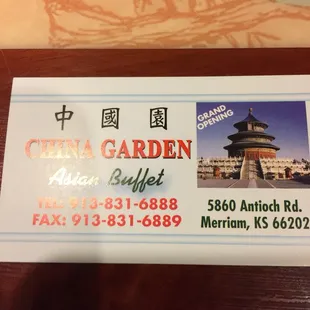 中國園
CHINA GARDEN
Asian Buffet
TEL: 913-831-6888
FAX: 913-831-6889
GRAND
OPENING
5860 Antioch Rd.
Merriam, KS 66202